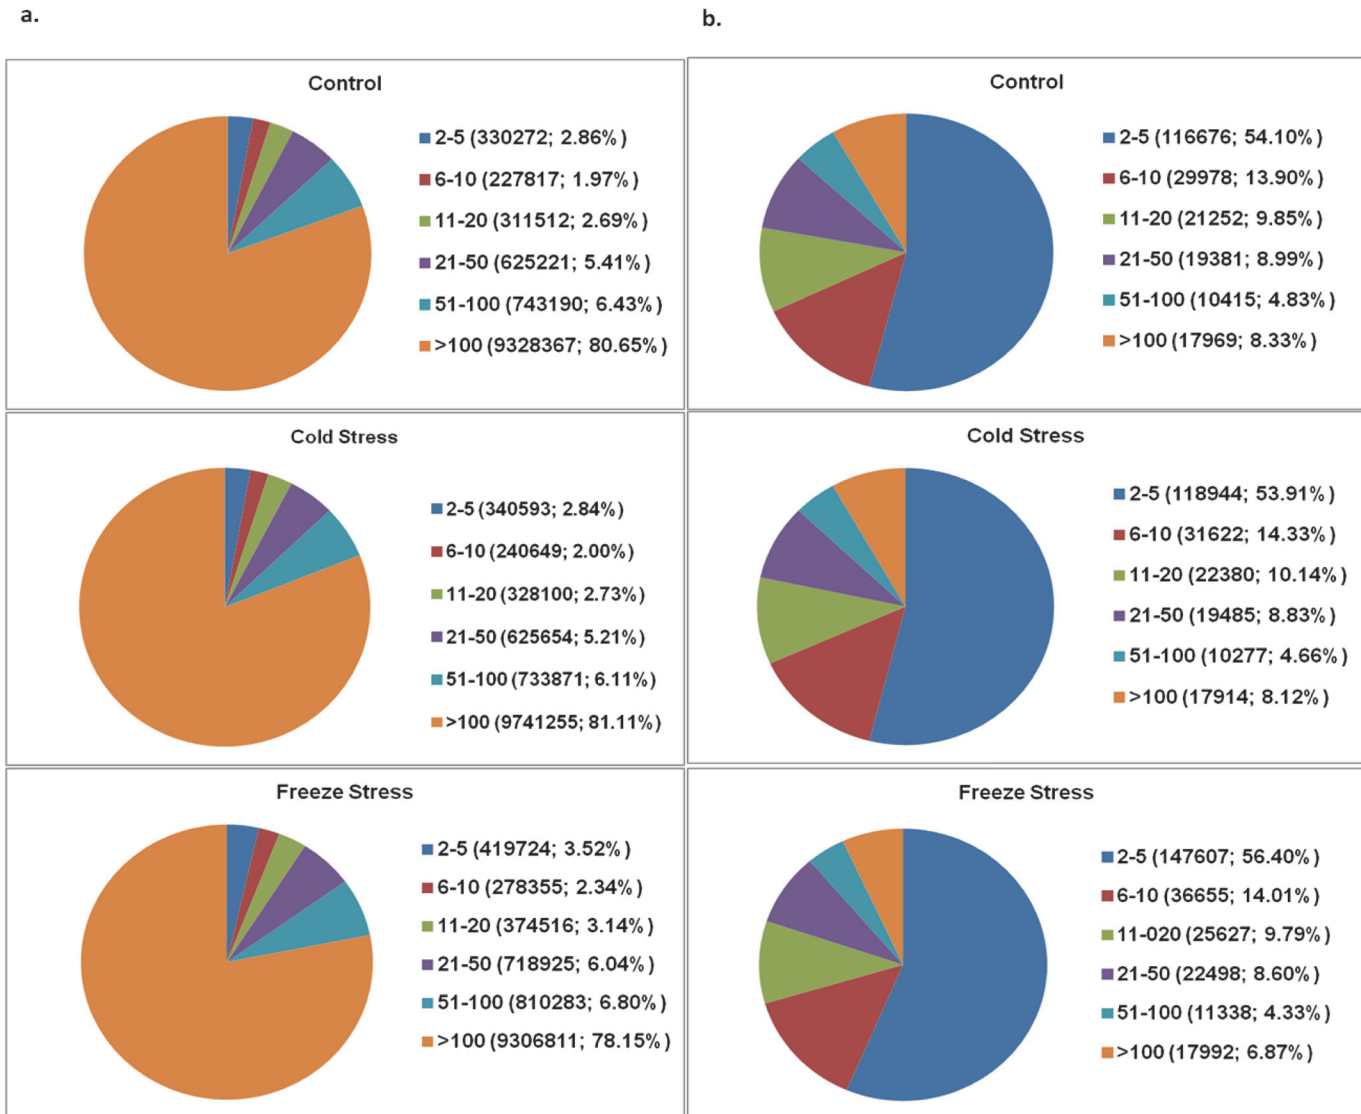 a.
b.
Control
2-5 (330272; 2.86%)
6-10 (227817; 1.97%)
11-20 (311512; 2.69%)
21-50 (625221; 5.41%)
51-100 (743190; 6.43%)
>100 (9328367; 80.65%)
Control
2-5 (116676; 54.10%)
6-10 (29978; 13.90%)
11-20 (21252; 9.85%)
21-50 (19381; 8.99%)
51-100 (10415; 4.83%)
>100 (17969; 8.33%)
Cold Stress
2-5 (340593; 2.84%)
6-10 (240649; 2.00%)
11-20 (328100; 2.73%)
21-50 (625654; 5.21%)
51-100 (733871; 6.11%)
>100 (9741255; 81.11%)
Cold Stress
2-5 (118944; 53.91%)
6-10 (31622; 14.33%)
11-20 (22380; 10.14%)
21-50 (19485; 8.83%)
51-100 (10277; 4.66%)
>100 (17914; 8.12%)
Freeze Stress
2-5 (419724; 3.52%)
6-10 (278355; 2.34%)
11-20 (374516; 3.14%)
21-50 (718925; 6.04%)
51-100 (810283; 6.80%)
>100 (9306811; 78.15%)
Freeze Stress
2-5 (147607; 56.40%)
6-10 (36655; 14.01%)
11-020 (25627; 9.79%)
21-50 (22498; 8.60%)
51-100 (11338; 4.33%)
>100 (17992; 6.87%)